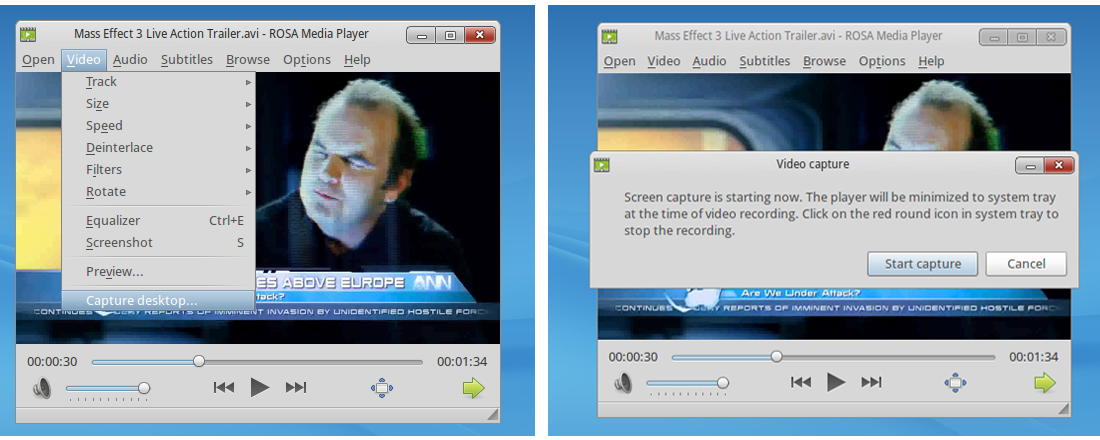 Mass Effect 3 Live Action Trailer.avi - ROSA Media Player
Open Video Audio Subtitles Browse Options Help
Track
Size
Speed
Deinterlace
Filters
Rotate
Equalizer Ctrl+E
Screenshot S
Preview...
Capture desktop...
ES ABOVE EUROPE ANN
ttack?
CONTINUES REPORTS OF IMMINENT INVASION BY UNIDENTIFIED HOSTILE FORC
00:00:30 00:01:34
Mass Effect 3 Live Action Trailer.avi - ROSA Media Player
Open Video Audio Subtitles Browse Options Help
Video capture
Screen capture is starting now. The player will be minimized to system tray
at the time of video recording. Click on the red round icon in system tray to
stop the recording.
Start capture Cancel
Are We Under Attack?
CONTINUES REPORTS OF IMMINENT INVASION BY UNIDENTIFIED HOSTILE FORC
00:00:30 00:01:34